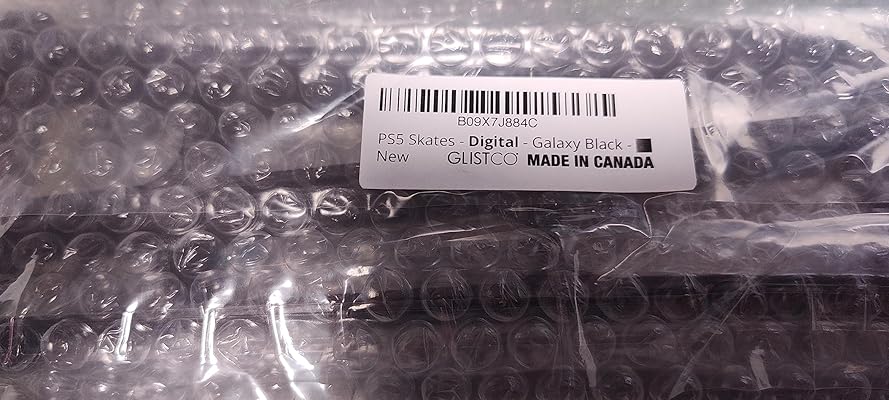 B09X7J884C
PS5 Skates - Digital - Galaxy Black -
New GLISTCO MADE IN CANADA